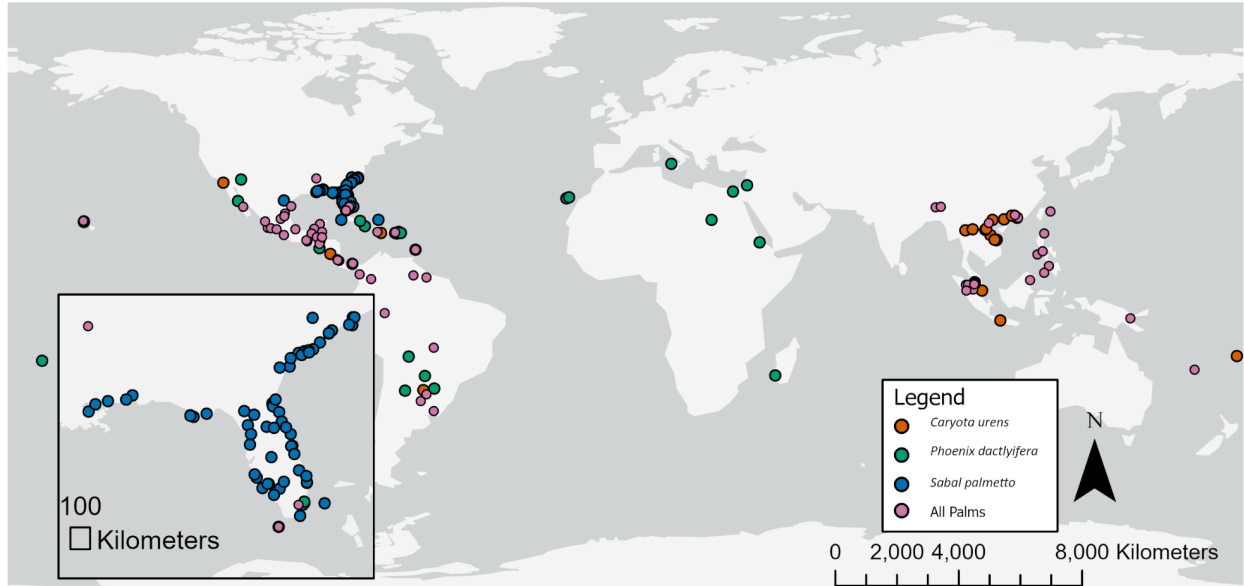 100
Kilometers
Legend
Caryota urens
Phoenix dactlyifera
Sabal palmetto
All Palms
N
0 2,000 4,000 8,000 Kilometers